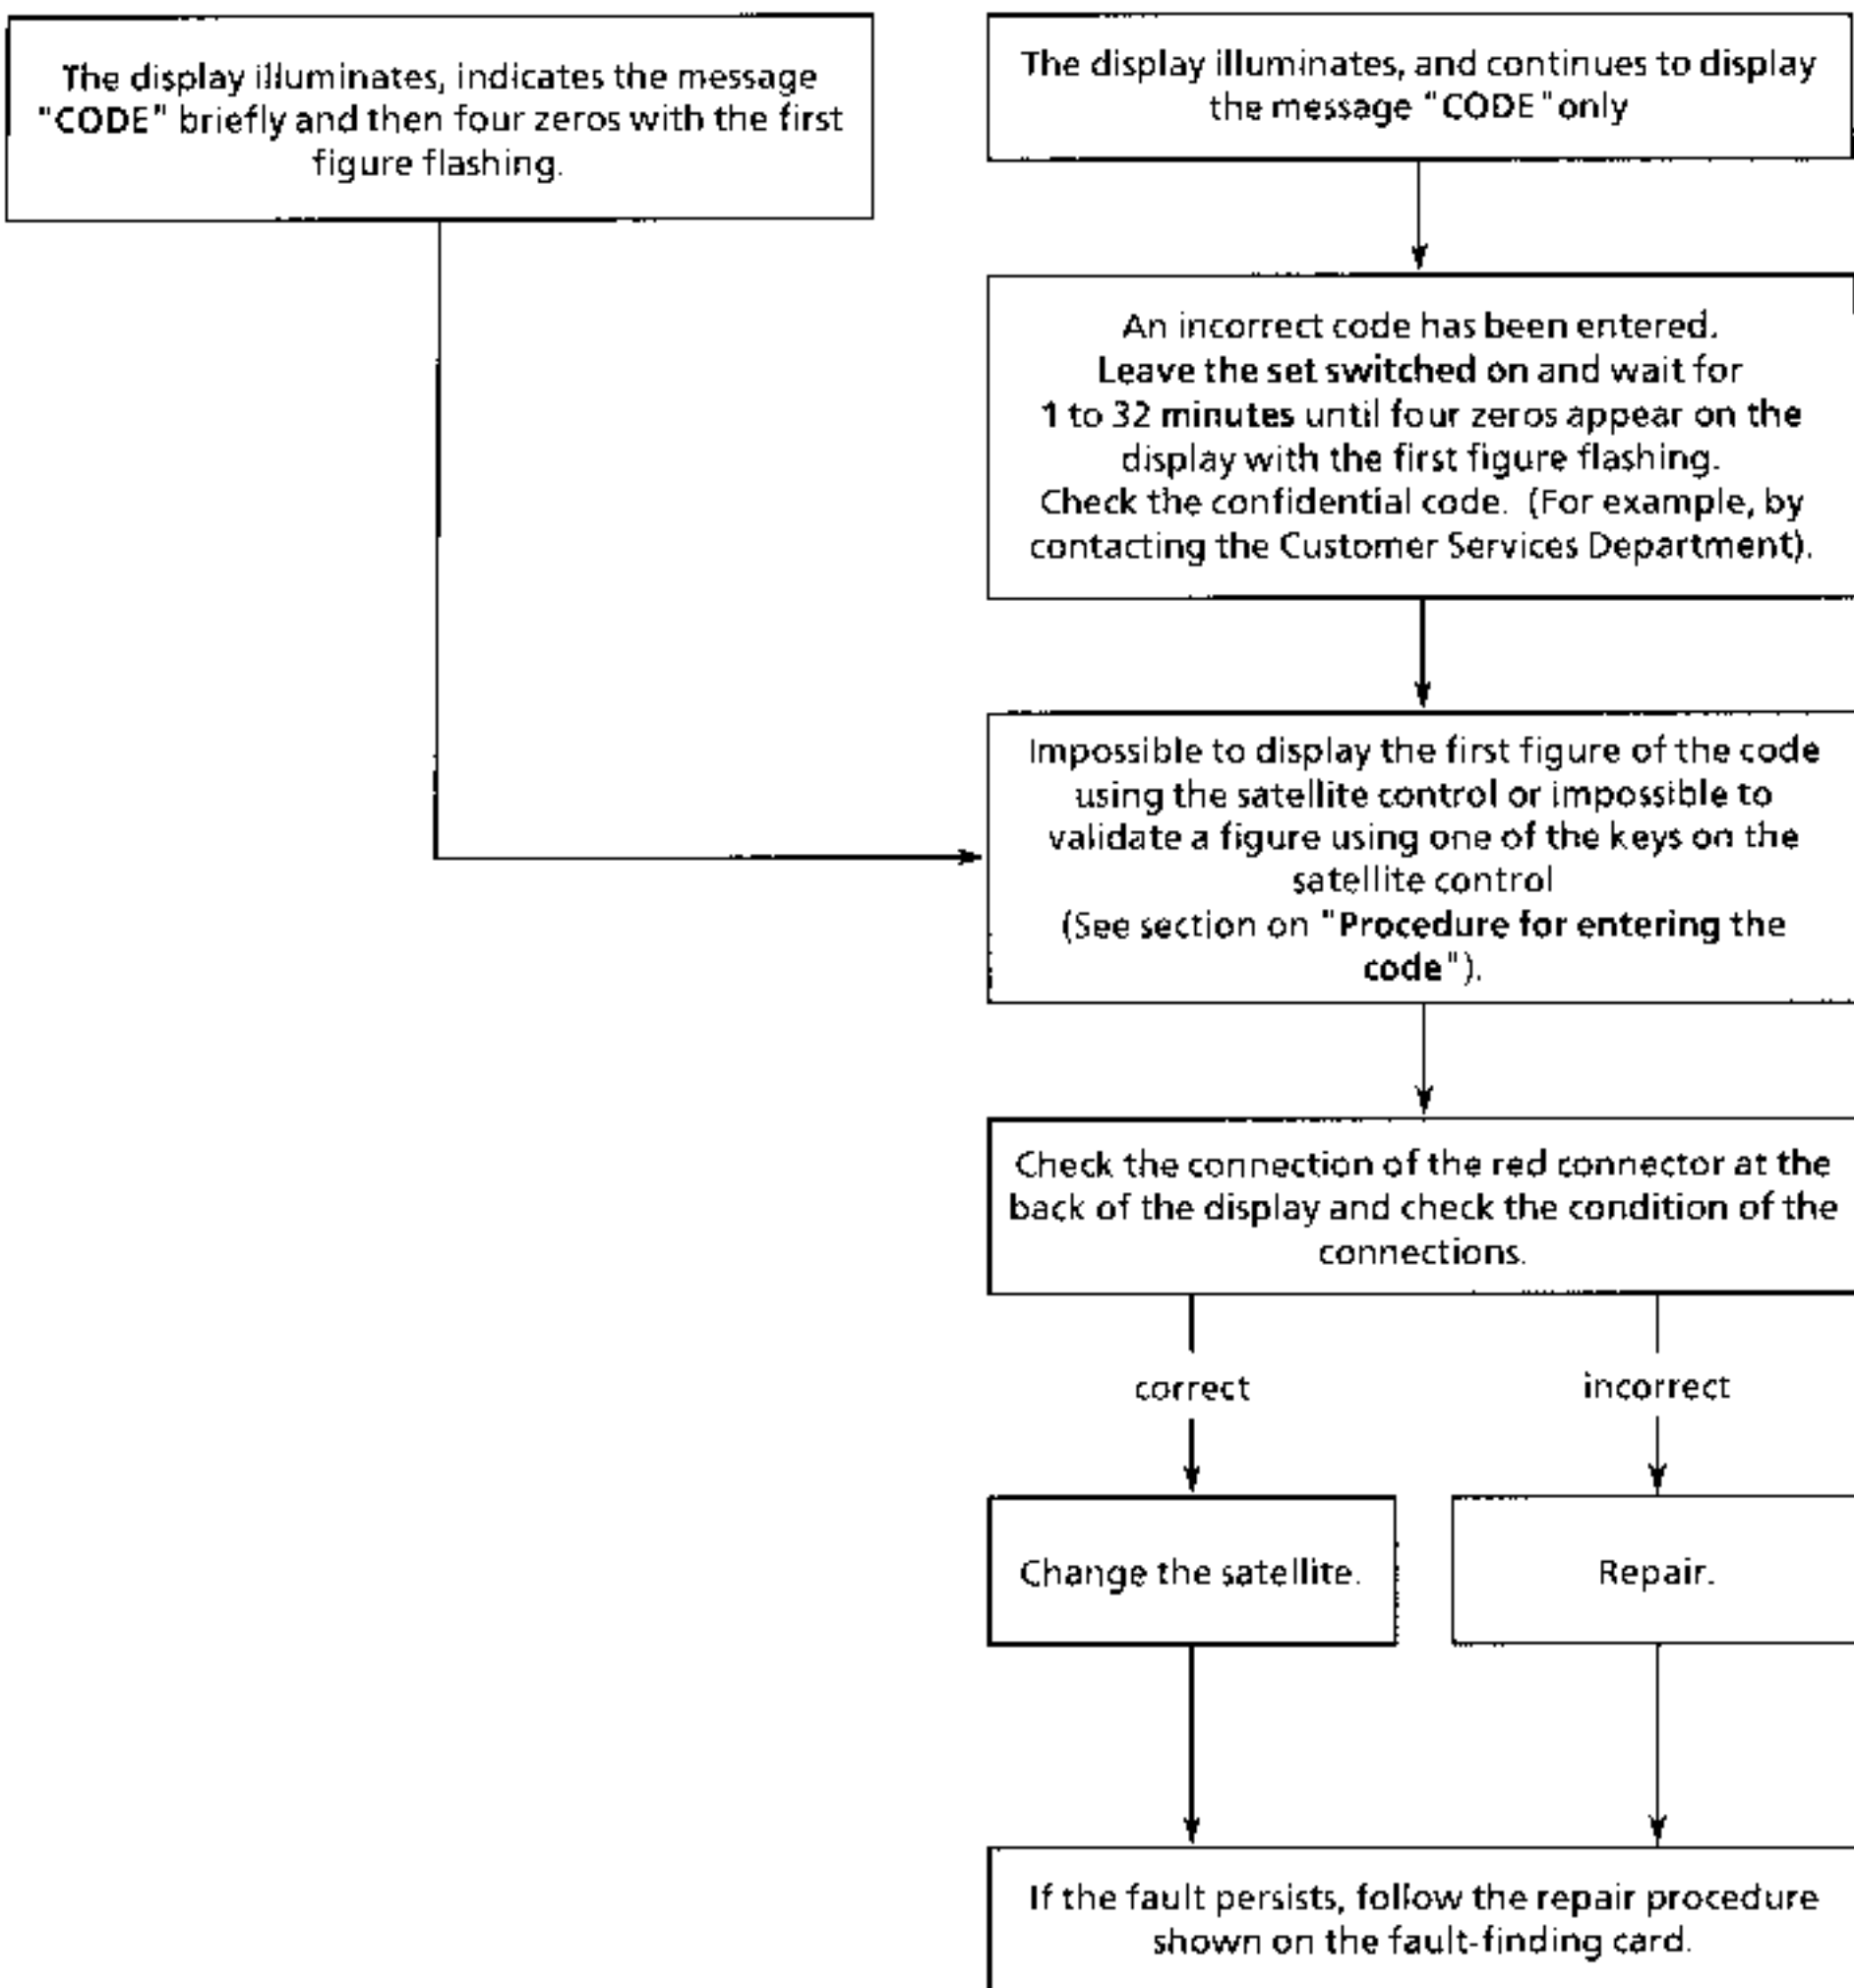 The display illuminates, indicates the message
"CODE" briefly and then four zeros with the first
figure flashing.
The display illuminates, and continues to display
the message "CODE" only
An incorrect code has been entered.
Leave the set switched on and wait for
1 to 32 minutes until four zeros appear on the
display with the first figure flashing.
Check the confidential code. (For example, by
contacting the Customer Services Department).
Impossible to display the first figure of the code
using the satellite control or impossible to
validate a figure using one of the keys on the
satellite control
(See section on "Procedure for entering the
code").
Check the connection of the red connector at the
back of the display and check the condition of the
connections.
correct
incorrect
Change the satellite.
Repair.
If the fault persists, follow the repair procedure
shown on the fault-finding card.